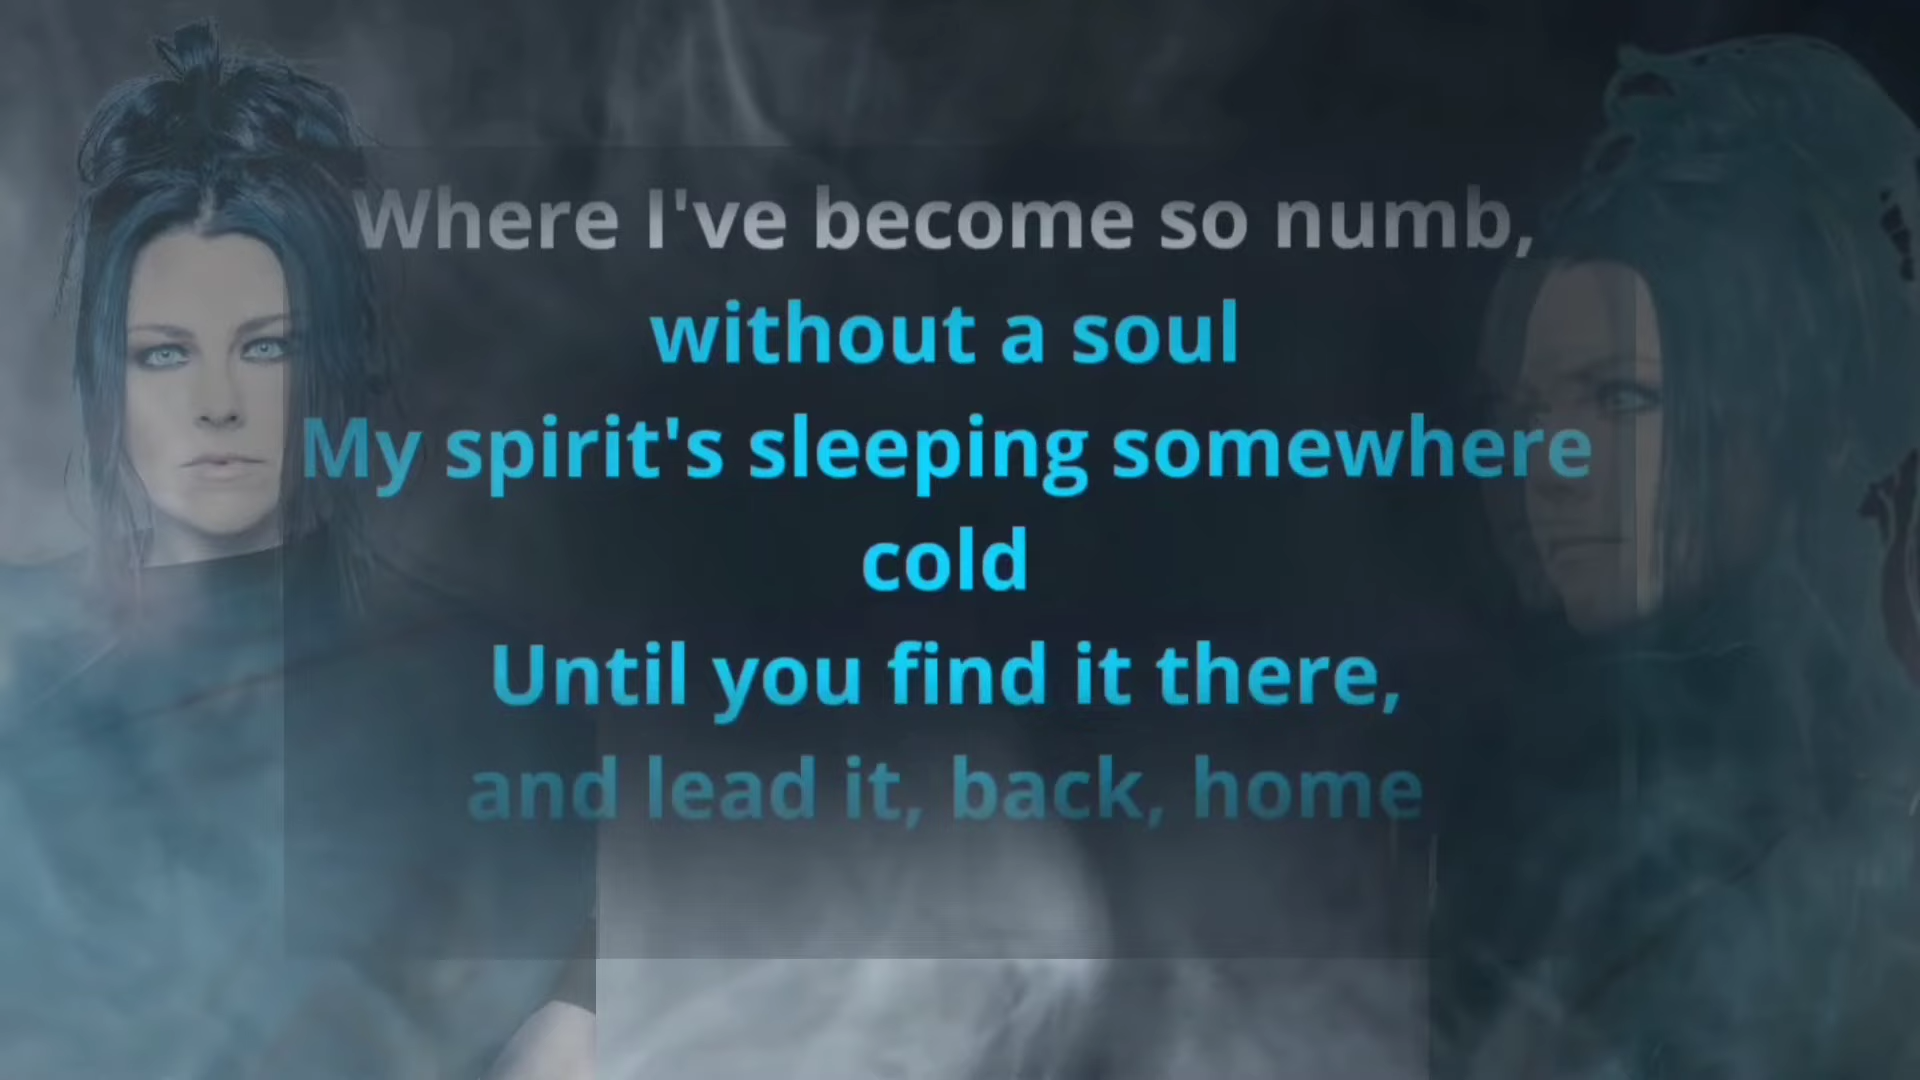 Where I've become so numb,
without a soul
My spirit's sleeping somewhere
cold
Until you find it there,
and lead it, back, home